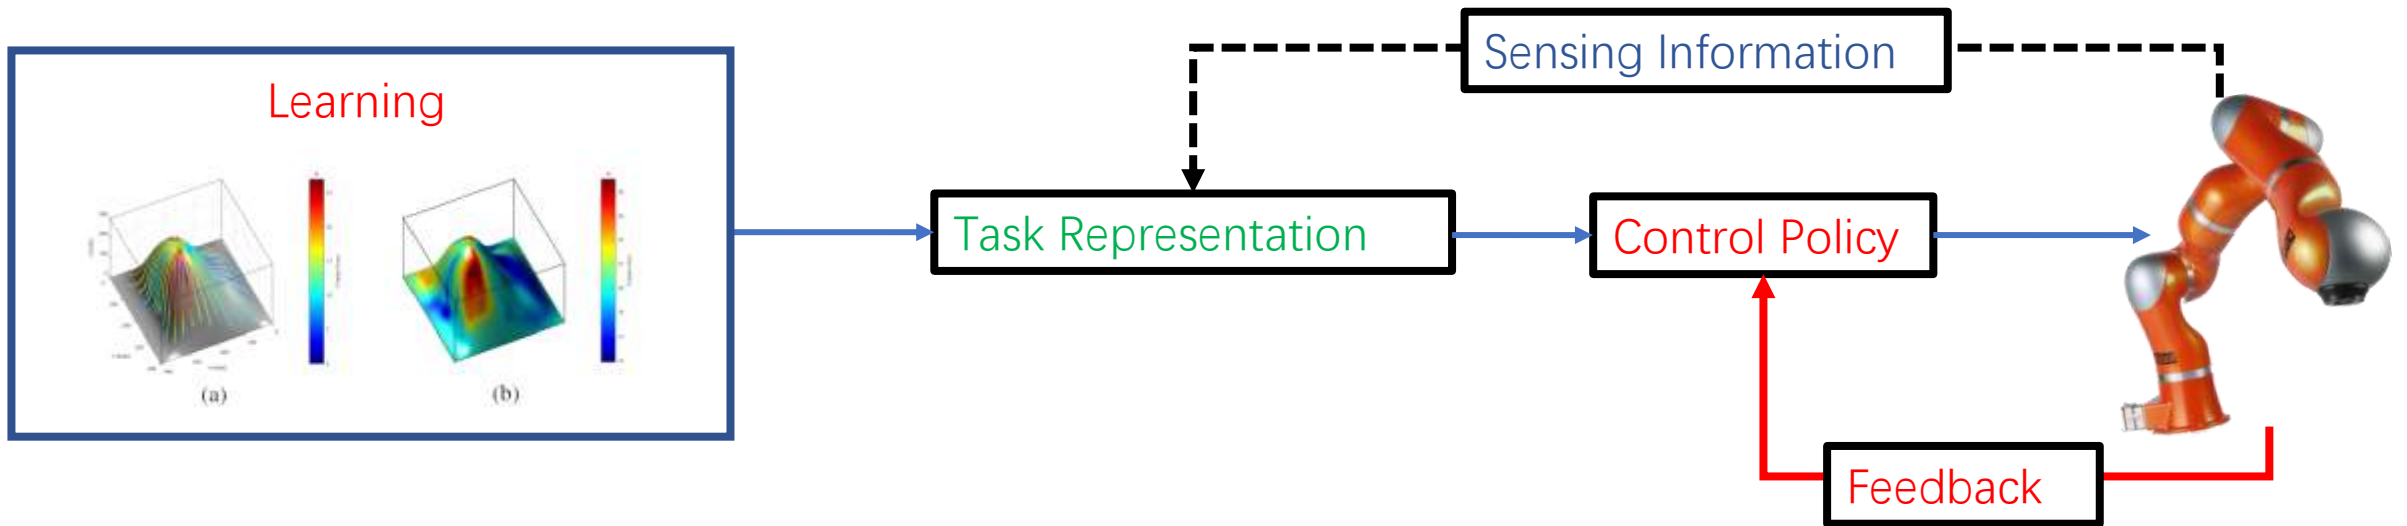 Sensing Information
Learning
Task Representation
Control Policy
(a)
(b)
Feedback